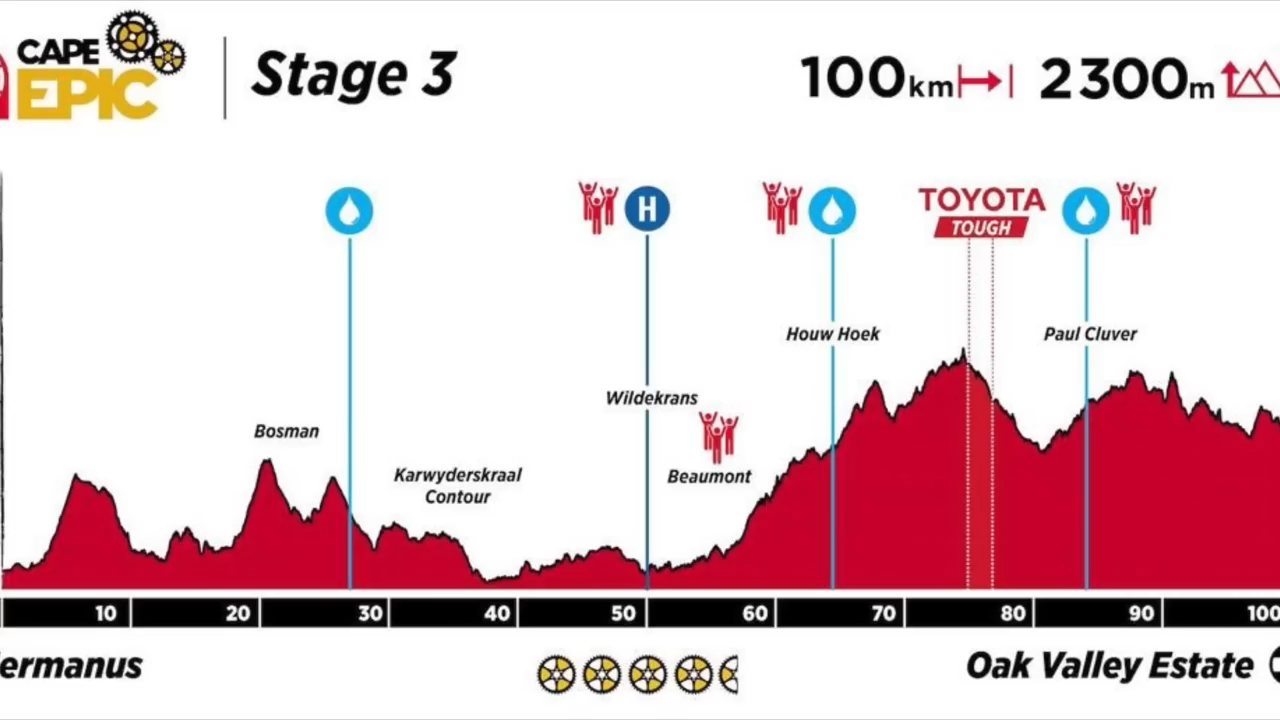 CAPE
EPIC
Stage 3
100km
2300m
H
TOYOTA
TOUGH
Houw Hoek
Paul Cluver
Wildekrans
Bosman
Karwyderskraal
Contour
Beaumont
10 20 30 40 50 60 70 80 90 100
ermanus
Oak Valley Estate